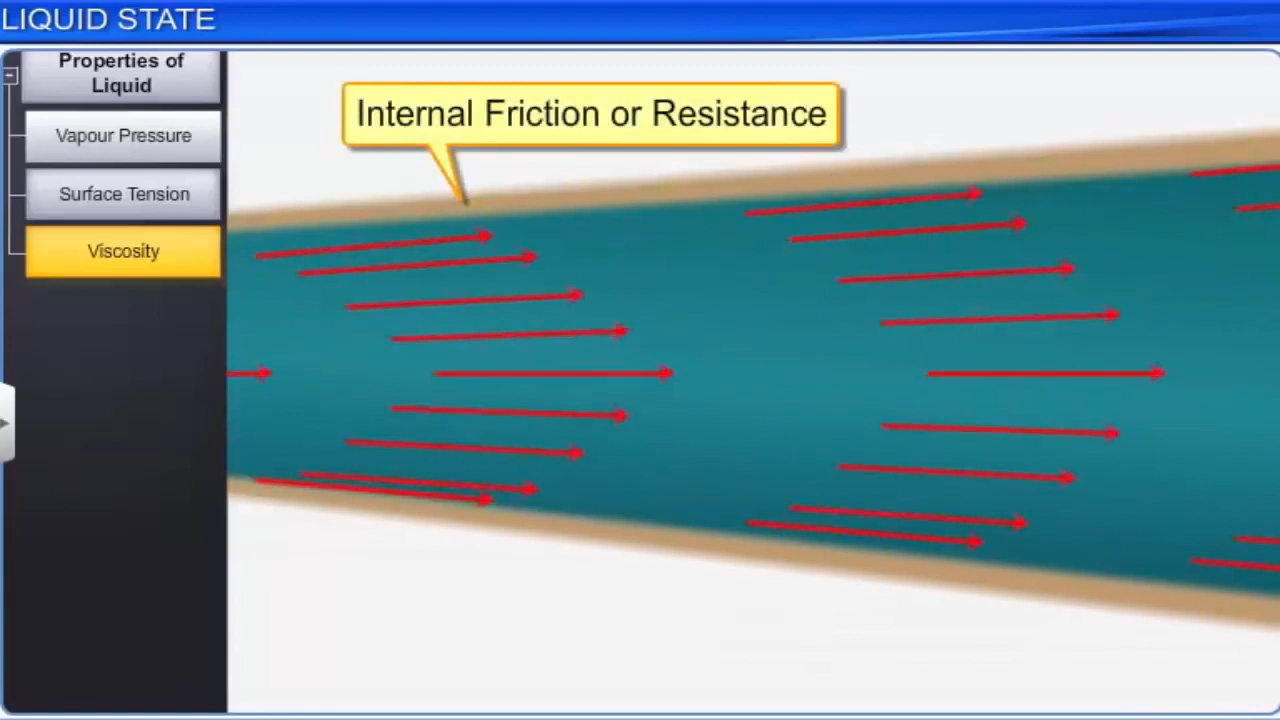 LIQUID STATE
Properties of
Liquid
Vapour Pressure
Surface Tension
Viscosity
Internal Friction or Resistance